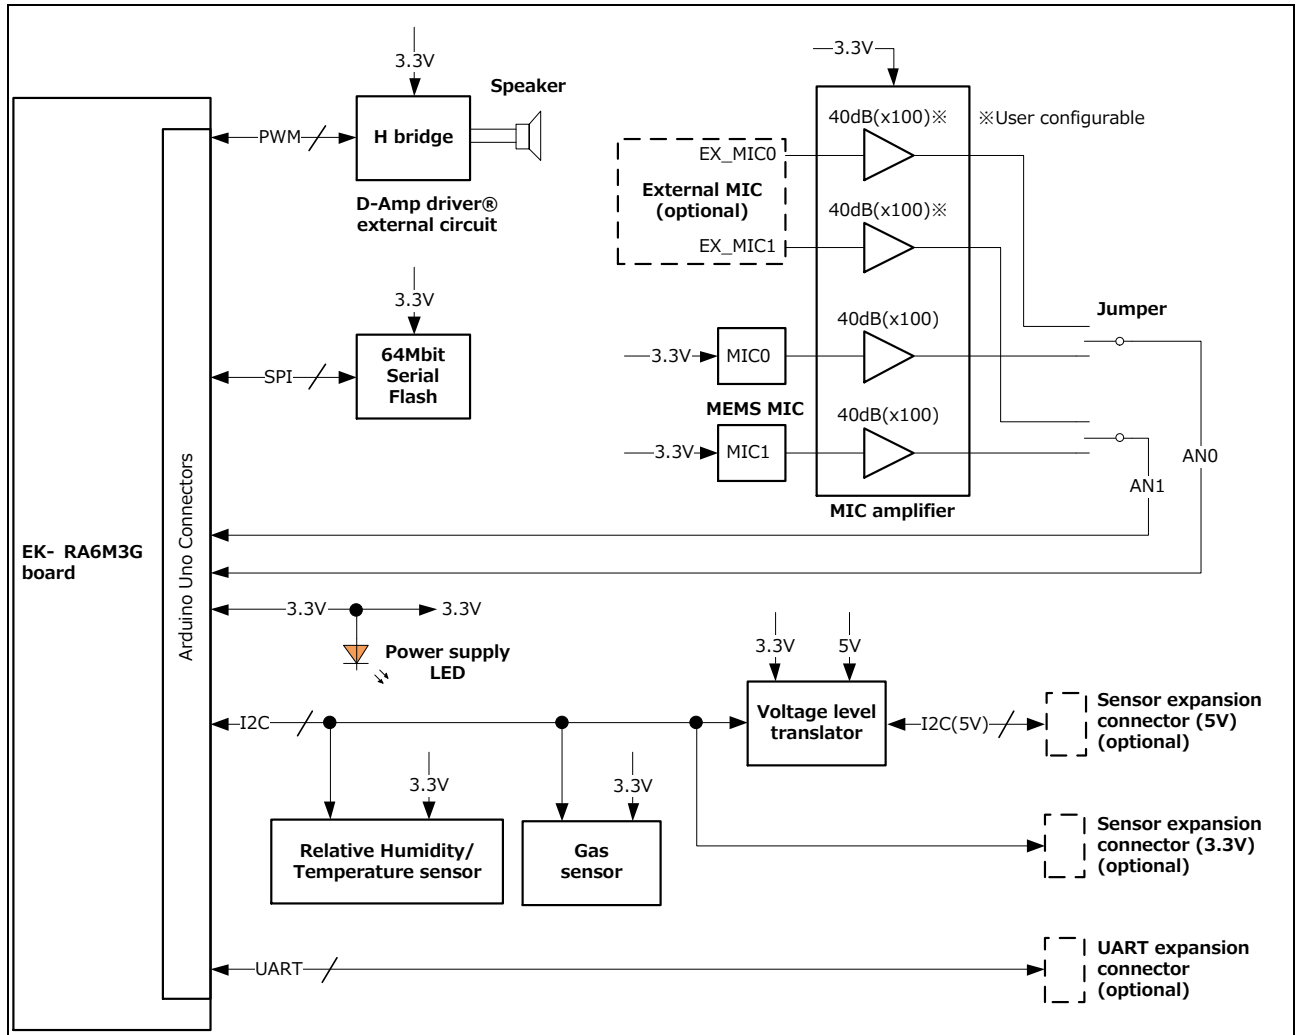 3.3V
Speaker
PWM
H bridge
D-Amp driver®
external circuit
3.3V
40dB(x100)※
※User configurable
EX_MIC0
External MIC
(optional)
40dB(x100)※
EX_MIC1
3.3V
64Mbit
Serial
Flash
SPI
40dB(x100)
Jumper
3.3V
MIC0
MEMS MIC
40dB(x100)
3.3V
MIC1
MIC amplifier
AN0
AN1
EK- RA6M3G
board
Arduino Uno Connectors
3.3V
3.3V
Power supply
LED
3.3V
5V
I2C
Voltage level
translator
I2C(5V)
Sensor expansion
connector (5V)
(optional)
3.3V
3.3V
Relative Humidity/
Temperature sensor
Gas
sensor
Sensor expansion
connector (3.3V)
(optional)
UART
UART expansion
connector
(optional)